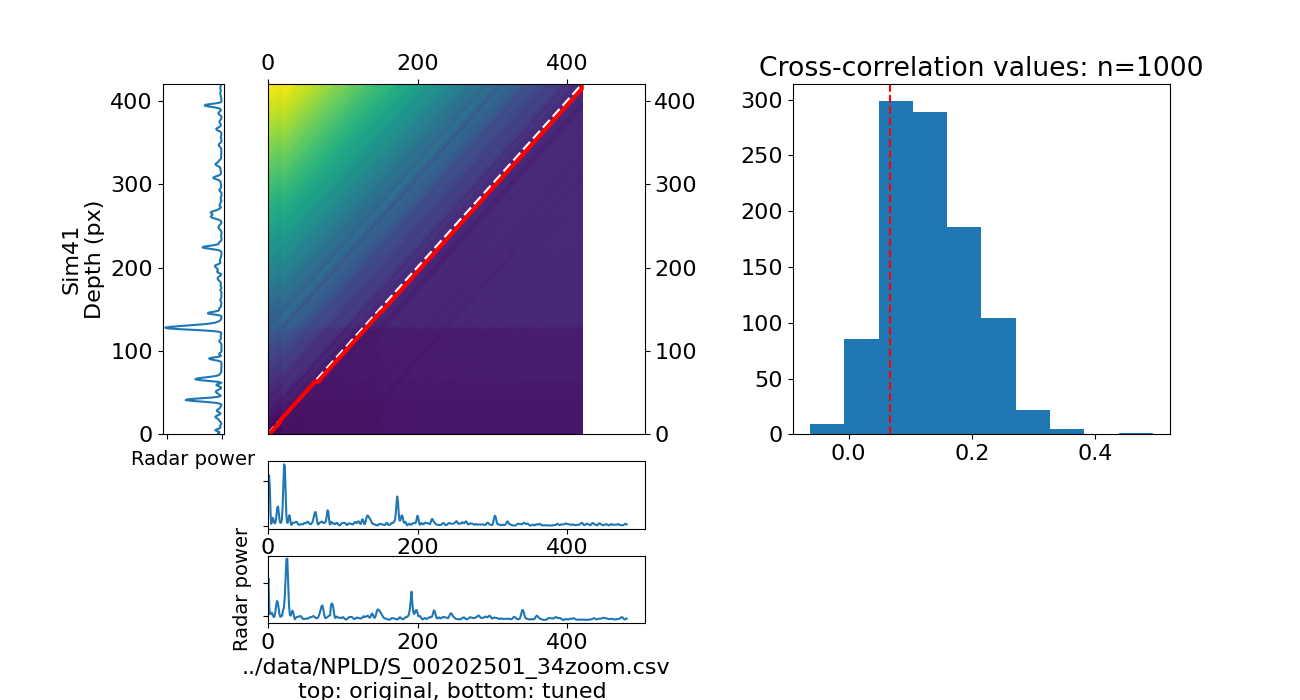 0 200 400
Cross-correlation values: n=1000
400
300
200
100
0
Sim41
Depth (px)
Radar power
400
300
200
100
0
300
250
200
150
100
50
0
0.0 0.2 0.4
0 200 400
Radar power
0 200 400
../data/NPLD/S_00202501_34zoom.csv
top: original, bottom: tuned